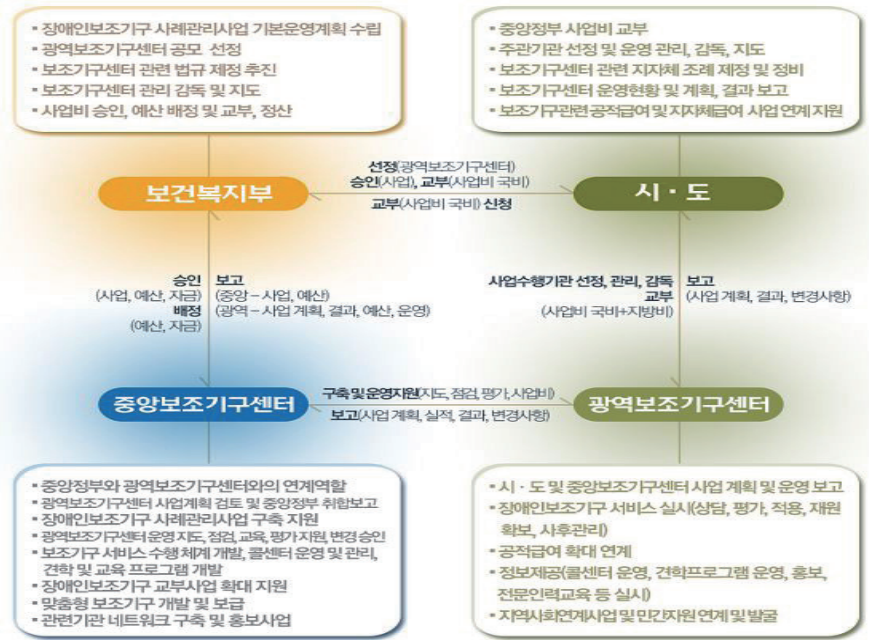 • 장애인보조기구 사례관리사업 기본운영계획 수립
• 광역보조기구센터 공모 선정
• 보조기구센터 관련 법규 제정 추진
• 보조기구센터 관리 감독 및 지도
• 사업비 승인, 예산 배정 및 교부, 정산
• 중앙정부 사업비 교부
• 주관기관 선정 및 운영 관리, 감독, 지도
• 보조기구센터 관련 지자체 조례 제정 및 정비
• 보조기구센터 운영현황 및 계획, 결과 보고
• 보조기구관련 공적급여 및 지자체급여 사업 연계 지원
보건복지부
선정(광역보조기구센터)
승인(사업), 교부(사업비 국비)
교부(사업비 국비) 신청
시 · 도
승인
(사업, 예산, 자금)
배정
(예산, 자금)
보고
(중앙 – 사업, 예산)
(광역 – 사업 계획, 결과, 예산, 운영)
사업수행기관 선정, 관리, 감독
교부
(사업비 국비+지방비)
보고
(사업 계획, 결과, 변경사항)
중앙보조기구센터
구축 및 운영지원(지도, 점검, 평가, 사업비)
보고(사업 계획, 실적, 결과, 변경사항)
광역보조기구센터
• 중앙정부와 광역보조기구센터와의 연계역할
• 광역보조기구센터 사업계획 검토 및 중앙정부 취합보고
• 장애인보조기구 사례관리사업 구축 지원
• 광역보조기구센터 운영 지도, 점검, 교육, 평가 지원, 변경 승인
• 보조기구 서비스 수행 체계 개발, 콜센터 운영 및 관리,
견학 및 교육 프로그램 개발
• 장애인보조기구 교부사업 확대 지원
• 맞춤형 보조기구 개발 및 보급
• 관련기관 네트워크 구축 및 홍보사업
• 시 · 도 및 중앙보조기구센터 사업 계획 및 운영 보고
• 장애인보조기구 서비스 실시(상담, 평가, 적용, 재원
확보, 사후관리)
• 공적급여 확대 연계
• 정보제공(콜센터 운영, 견학프로그램 운영, 홍보,
전문인력교육 등 실시)
• 지역사회연계사업 및 민간자원 연계 및 발굴